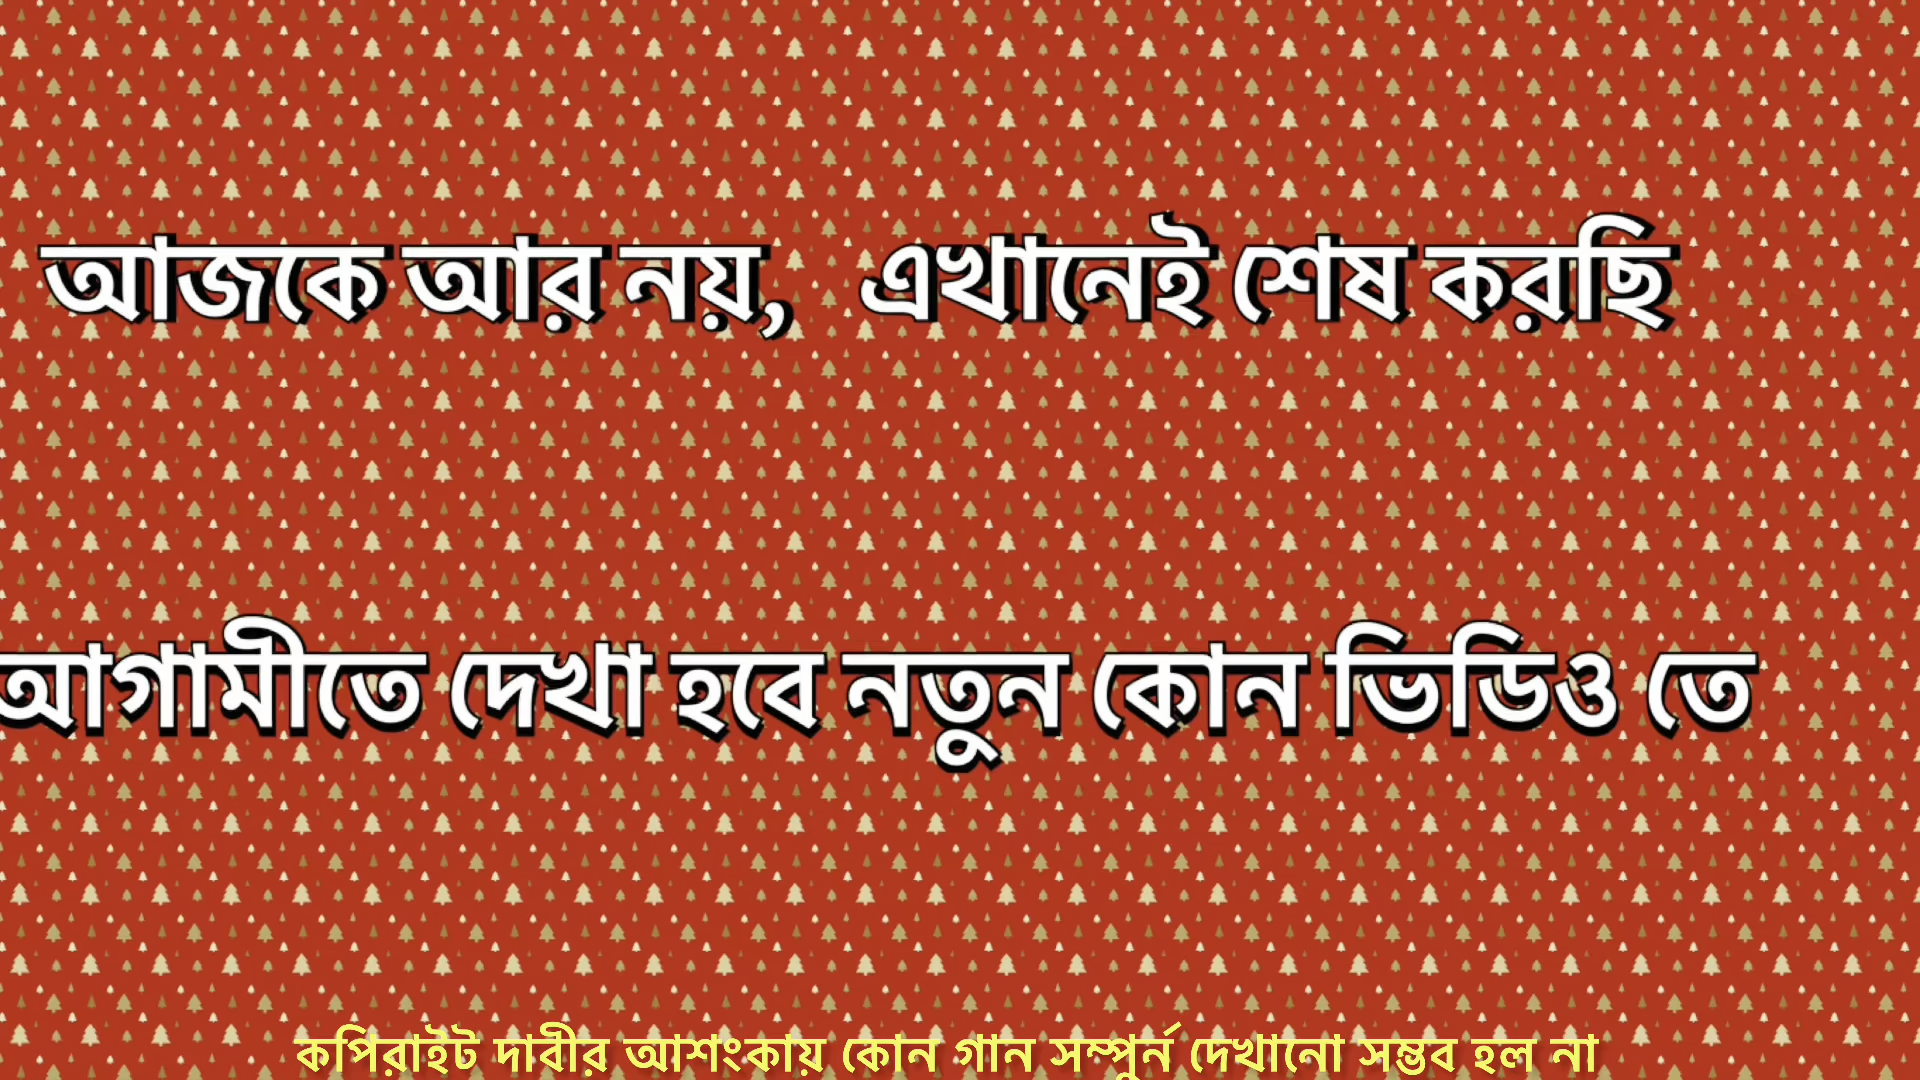 আজকে আর নয়, এখানেই শেষ করছি
আগামীতে দেখা হবে নতুন কোন ভিডিও তে
কপিরাইট দাবীর আশংকায় কোন গান সম্পুর্ন দেখানো সম্ভব হল না